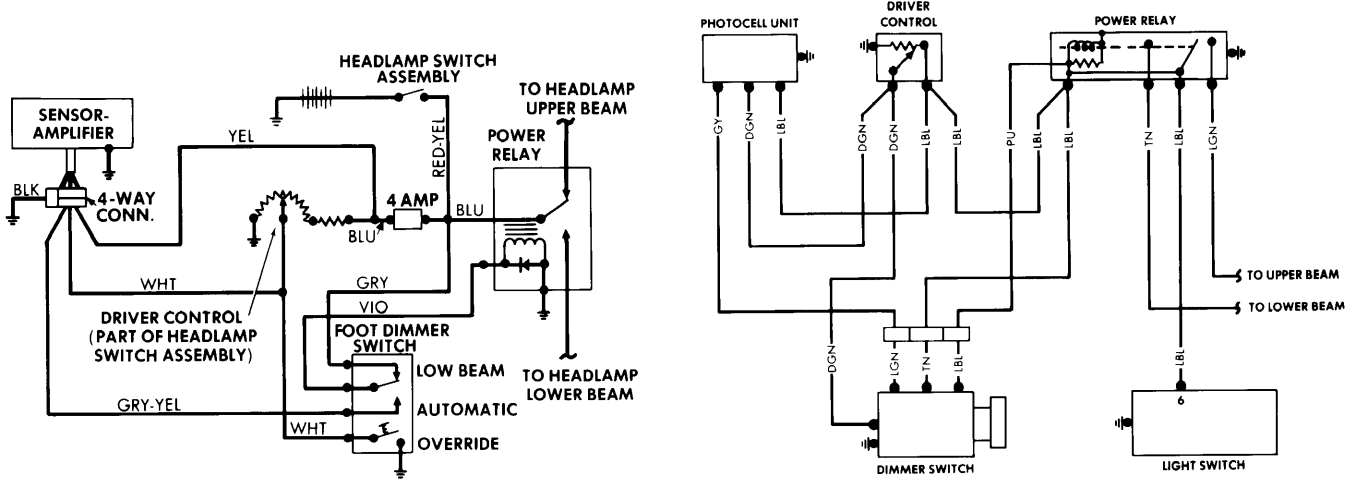 HEADLAMP SWITCH
ASSEMBLY
SENSOR-
AMPLIFIER
YEL
RED-YEL
TO HEADLAMP
UPPER BEAM
POWER
RELAY
BLK
4-WAY
CONN.
4 AMP
BLU
BLU
WHT
GRY
VIO
DRIVER CONTROL
(PART OF HEADLAMP
SWITCH ASSEMBLY)
FOOT DIMMER
SWITCH
LOW BEAM
TO HEADLAMP
LOWER BEAM
GRY-YEL
AUTOMATIC
WHT
OVERRIDE
PHOTOCELL UNIT
DRIVER
CONTROL
POWER RELAY
GY
DGN
LBL
DGN
DGN
LBL
LBL
PU
LBL
LBL
TN
LBL
LGN
TO UPPER BEAM
TO LOWER BEAM
DGN
LGN
TN
LBL
LBL
6
DIMMER SWITCH
LIGHT SWITCH